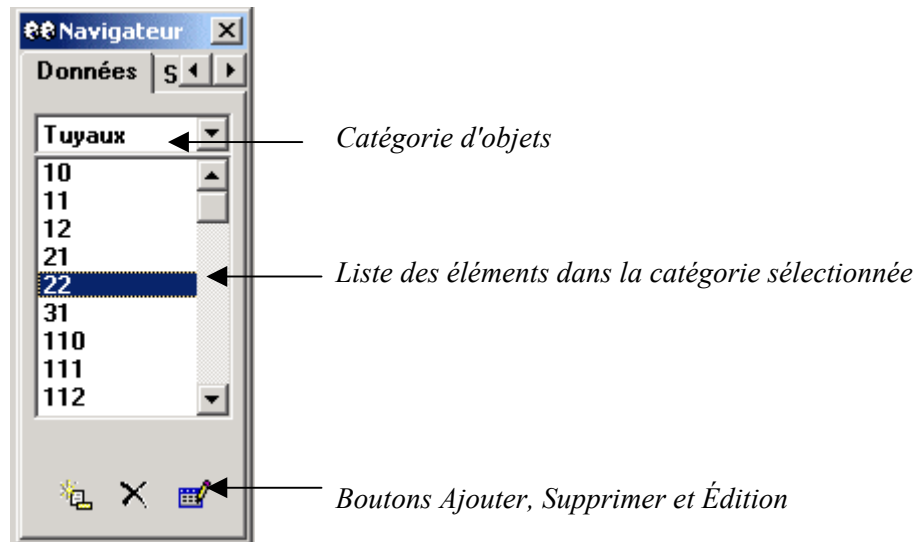 Navigateur
Données S
Tuyaux
Catégorie d'objets
10
11
12
21
22
Liste des éléments dans la catégorie sélectionnée
31
110
111
112
Boutons Ajouter, Supprimer et Édition